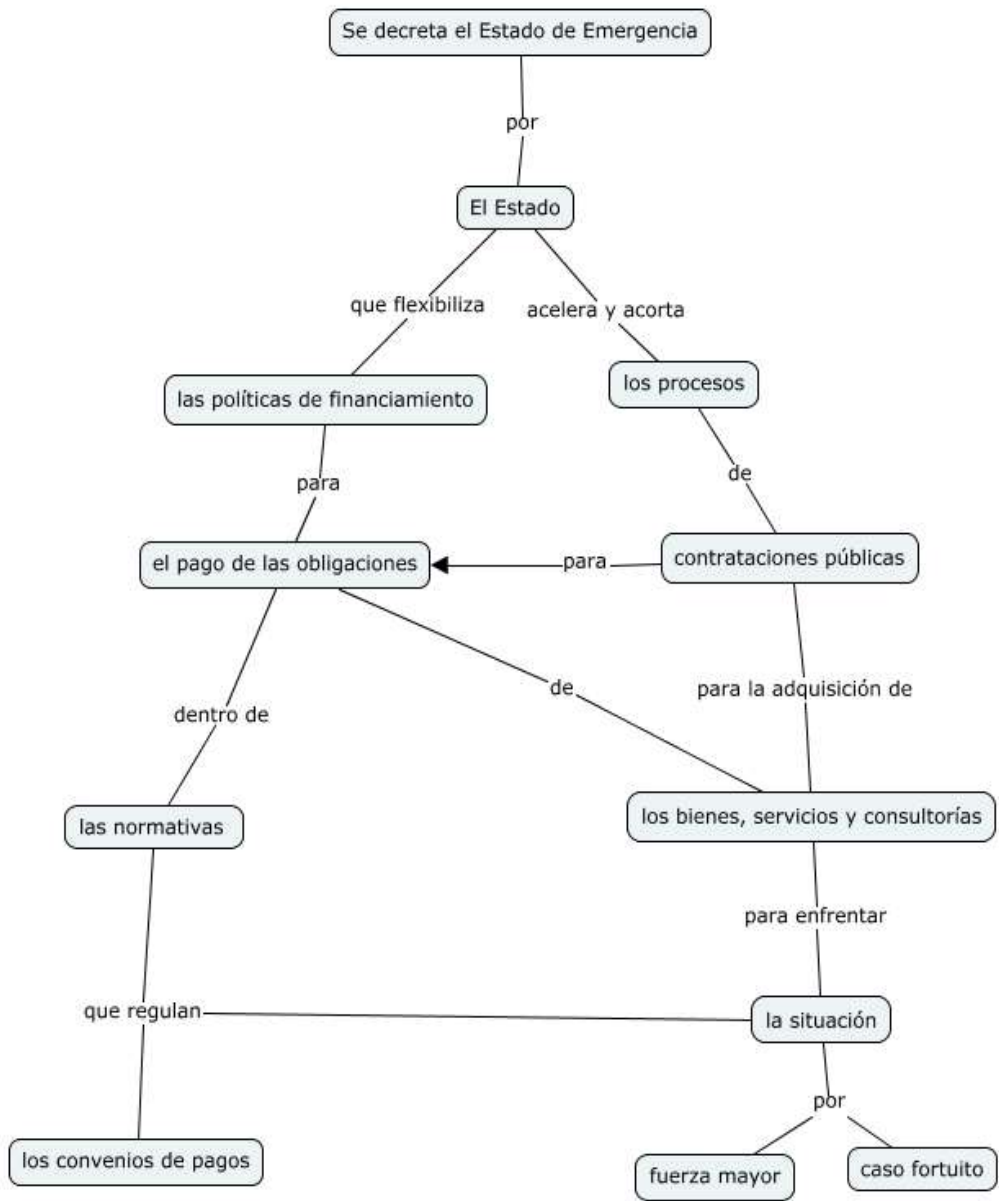 Se decreta el Estado de Emergencia
por
El Estado
que flexibiliza
acelera y acorta
las políticas de financiamiento
los procesos
para
de
el pago de las obligaciones
para
contrataciones públicas
dentro de
de
para la adquisición de
las normativas
los bienes, servicios y consultorías
para enfrentar
que regulan
la situación
por
los convenios de pagos
fuerza mayor
caso fortuito